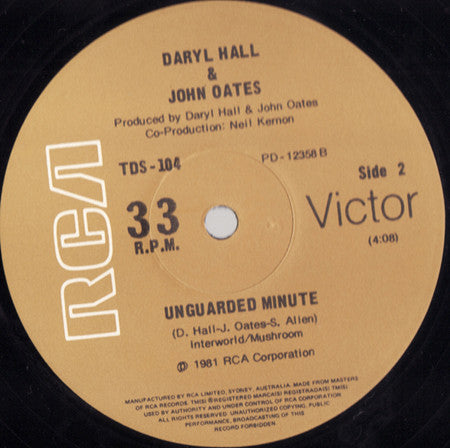 DARYL HALL
&
JOHN OATES
Produced by Daryl Hall & John Oates
Co-Production: Neil Kernon
TDS-104
PD-12358 B
Side 2
33
R.P.M.
Victor
(4:08)
RCA
UNGUARDED MINUTE
(D. Hall-J. Oates-S. Allen)
Interworld/Mushroom
Ⓟ 1981 RCA Corporation
MANUFACTURED BY RCA LIMITED, SYDNEY, AUSTRALIA. MADE FROM MASTERS
OF RCA RECORDS. TM(S) ®REGISTERED MARCA(S) REGISTRADA(S) TM(S)
USED BY AUTHORITY AND UNDER CONTROL OF RCA CORPORATION.
ALL RIGHTS RESERVED. UNAUTHORIZED COPYING, PUBLIC
PERFORMANCE, BROADCASTING OF THIS
RECORD FORBIDDEN.